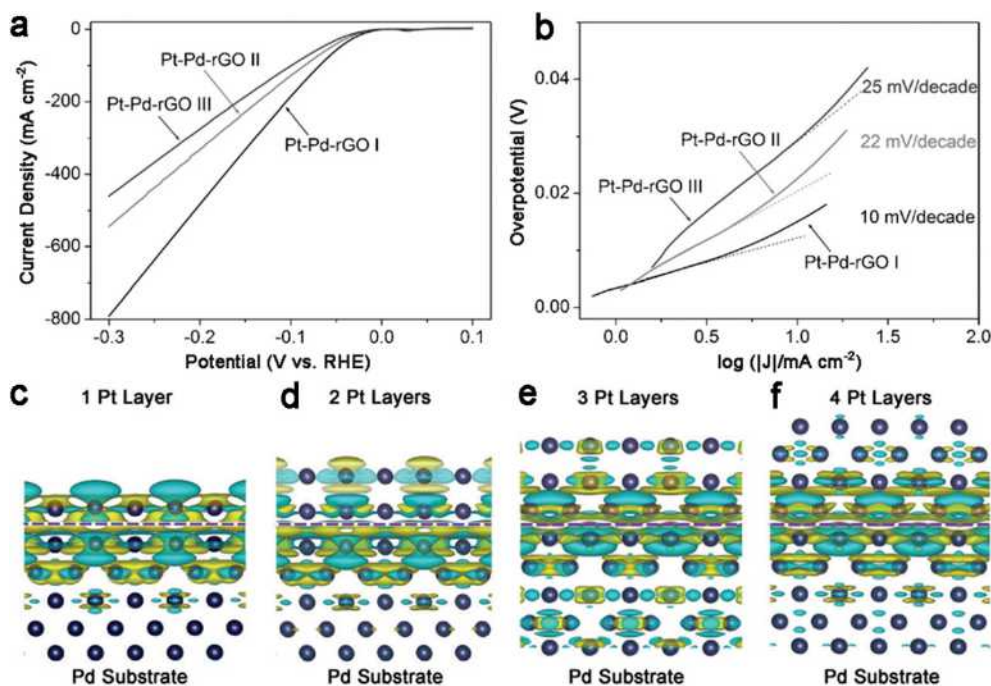 a
0
-200
-400
-600
-800
-0.3
-0.2
-0.1
0.0
0.1
Current Density (mA cm⁻²)
Potential (V vs. RHE)
Pt-Pd-rGO II
Pt-Pd-rGO III
Pt-Pd-rGO I
b
0.04
0.02
0.00
0.0
0.5
1.0
1.5
2.0
Overpotential (V)
log (|J|/mA cm⁻²)
25 mV/decade
Pt-Pd-rGO II
22 mV/decade
Pt-Pd-rGO III
10 mV/decade
Pt-Pd-rGO I
c
1 Pt Layer
Pd Substrate
d
2 Pt Layers
Pd Substrate
e
3 Pt Layers
Pd Substrate
f
4 Pt Layers
Pd Substrate